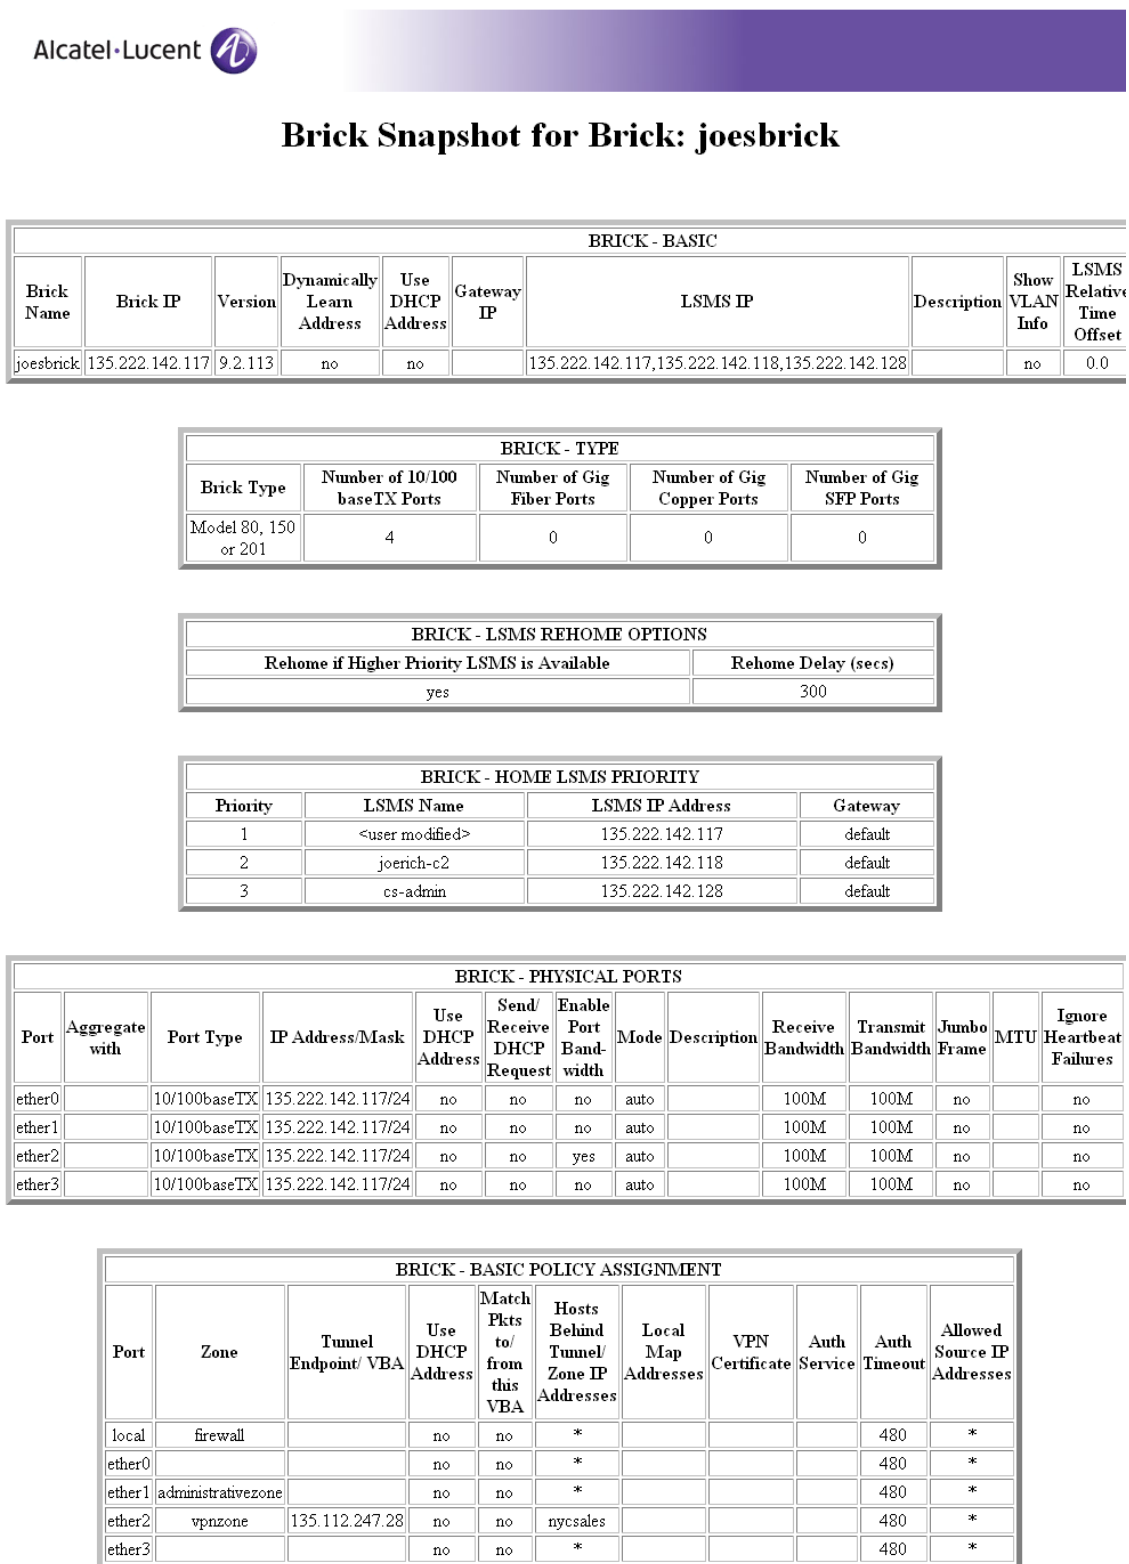 Alcatel·Lucent
Brick Snapshot for Brick: joesbrick
BRICK - BASIC
Brick Name Brick IP Version Dynamically Learn Address Use DHCP Address Gateway IP LSMS IP Description Show VLAN Info LSMS Relative Time Offset
joesbrick 135.222.142.117 9.2.113 no no 135.222.142.117,135.222.142.118,135.222.142.128 no 0.0
BRICK - TYPE
Brick Type Number of 10/100 baseTX Ports Number of Gig Fiber Ports Number of Gig Copper Ports Number of Gig SFP Ports
Model 80, 150 or 201 4 0 0 0
BRICK - LSMS REHOME OPTIONS
Rehome if Higher Priority LSMS is Available Rehome Delay (secs)
yes 300
BRICK - HOME LSMS PRIORITY
Priority LSMS Name LSMS IP Address Gateway
1 <user modified> 135.222.142.117 default
2 joerich-c2 135.222.142.118 default
3 cs-admin 135.222.142.128 default
BRICK - PHYSICAL PORTS
Port Aggregate with Port Type IP Address/Mask Use DHCP Address Send/ Receive DHCP Request Enable Port Band- width Mode Description Receive Bandwidth Transmit Bandwidth Jumbo Frame MTU Ignore Heartbeat Failures
ether0 10/100baseTX 135.222.142.117/24 no no no auto 100M 100M no no
ether1 10/100baseTX 135.222.142.117/24 no no no auto 100M 100M no no
ether2 10/100baseTX 135.222.142.117/24 no no yes auto 100M 100M no no
ether3 10/100baseTX 135.222.142.117/24 no no no auto 100M 100M no no
BRICK - BASIC POLICY ASSIGNMENT
Port Zone Tunnel Endpoint/ VBA Use DHCP Address Match Pkts to/ from this VBA Hosts Behind Tunnel/ Zone IP Addresses Local Map Addresses VPN Certificate Auth Service Auth Timeout Allowed Source IP Addresses
local firewall no no * 480 *
ether0 no no * 480 *
ether1 administrativezone no no * 480 *
ether2 vpnzone 135.112.247.28 no no nycsales 480 *
ether3 no no * 480 *